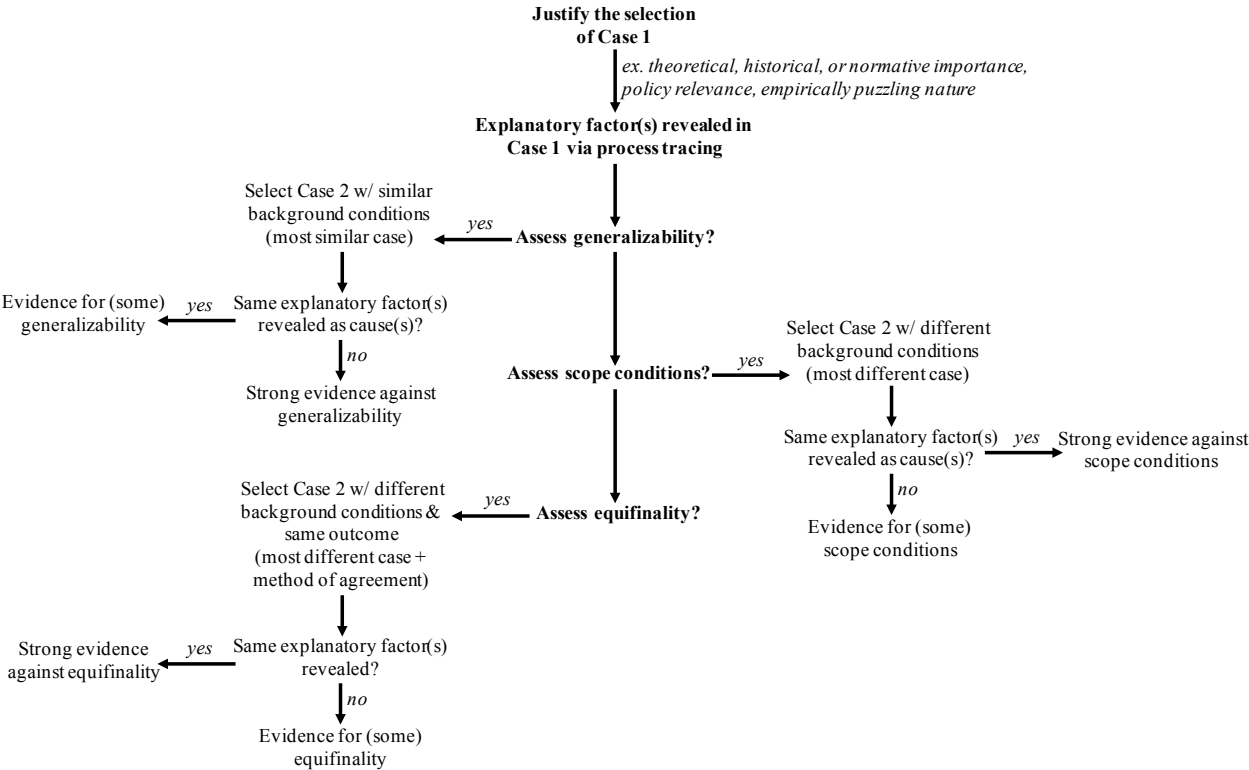 Justify the selection
of Case 1
ex. theoretical, historical, or normative importance,
policy relevance, empirically puzzling nature
Explanatory factor(s) revealed in
Case 1 via process tracing
Select Case 2 w/ similar
background conditions
(most similar case)
yes
Assess generalizability?
Evidence for (some)
generalizability
yes
Same explanatory factor(s)
revealed as cause(s)?
no
Strong evidence against
generalizability
Assess scope conditions?
yes
Select Case 2 w/ different
background conditions
(most different case)
Same explanatory factor(s)
revealed as cause(s)?
yes
Strong evidence against
scope conditions
no
Evidence for (some)
scope conditions
Select Case 2 w/ different
background conditions &
same outcome
(most different case +
method of agreement)
yes
Assess equifinality?
Strong evidence
against equifinality
yes
Same explanatory factor(s)
revealed?
no
Evidence for (some)
equifinality